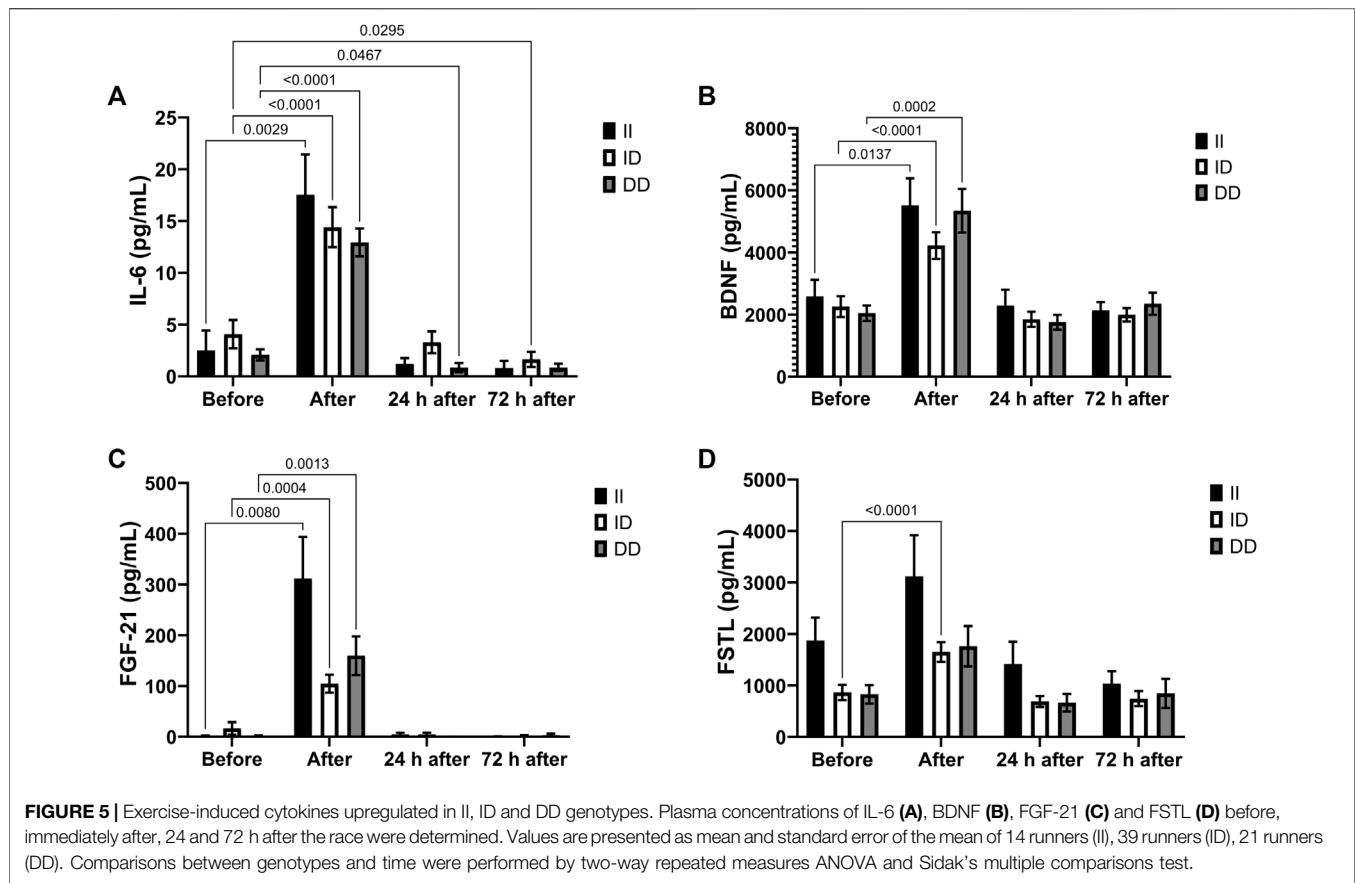 0.0295
0.0467
<0.0001
<0.0001
0.0029
A
IL-6 (pg/mL)
25
20
15
10
5
0
Before After 24 h after 72 h after
II
ID
DD
B
0.0002
<0.0001
0.0137
BDNF (pg/mL)
8000
6000
4000
2000
0
Before After 24 h after 72 h after
II
ID
DD
C
0.0013
0.0004
0.0080
FGF-21 (pg/mL)
500
400
300
200
100
0
Before After 24 h after 72 h after
II
ID
DD
D
<0.0001
FSTL (pg/mL)
5000
4000
3000
2000
1000
0
Before After 24 h after 72 h after
II
ID
DD
FIGURE 5 | Exercise-induced cytokines upregulated in II, ID and DD genotypes. Plasma concentrations of IL-6 (A), BDNF (B), FGF-21 (C) and FSTL (D) before,
immediately after, 24 and 72 h after the race were determined. Values are presented as mean and standard error of the mean of 14 runners (II), 39 runners (ID), 21 runners
(DD). Comparisons between genotypes and time were performed by two-way repeated measures ANOVA and Sidak's multiple comparisons test.